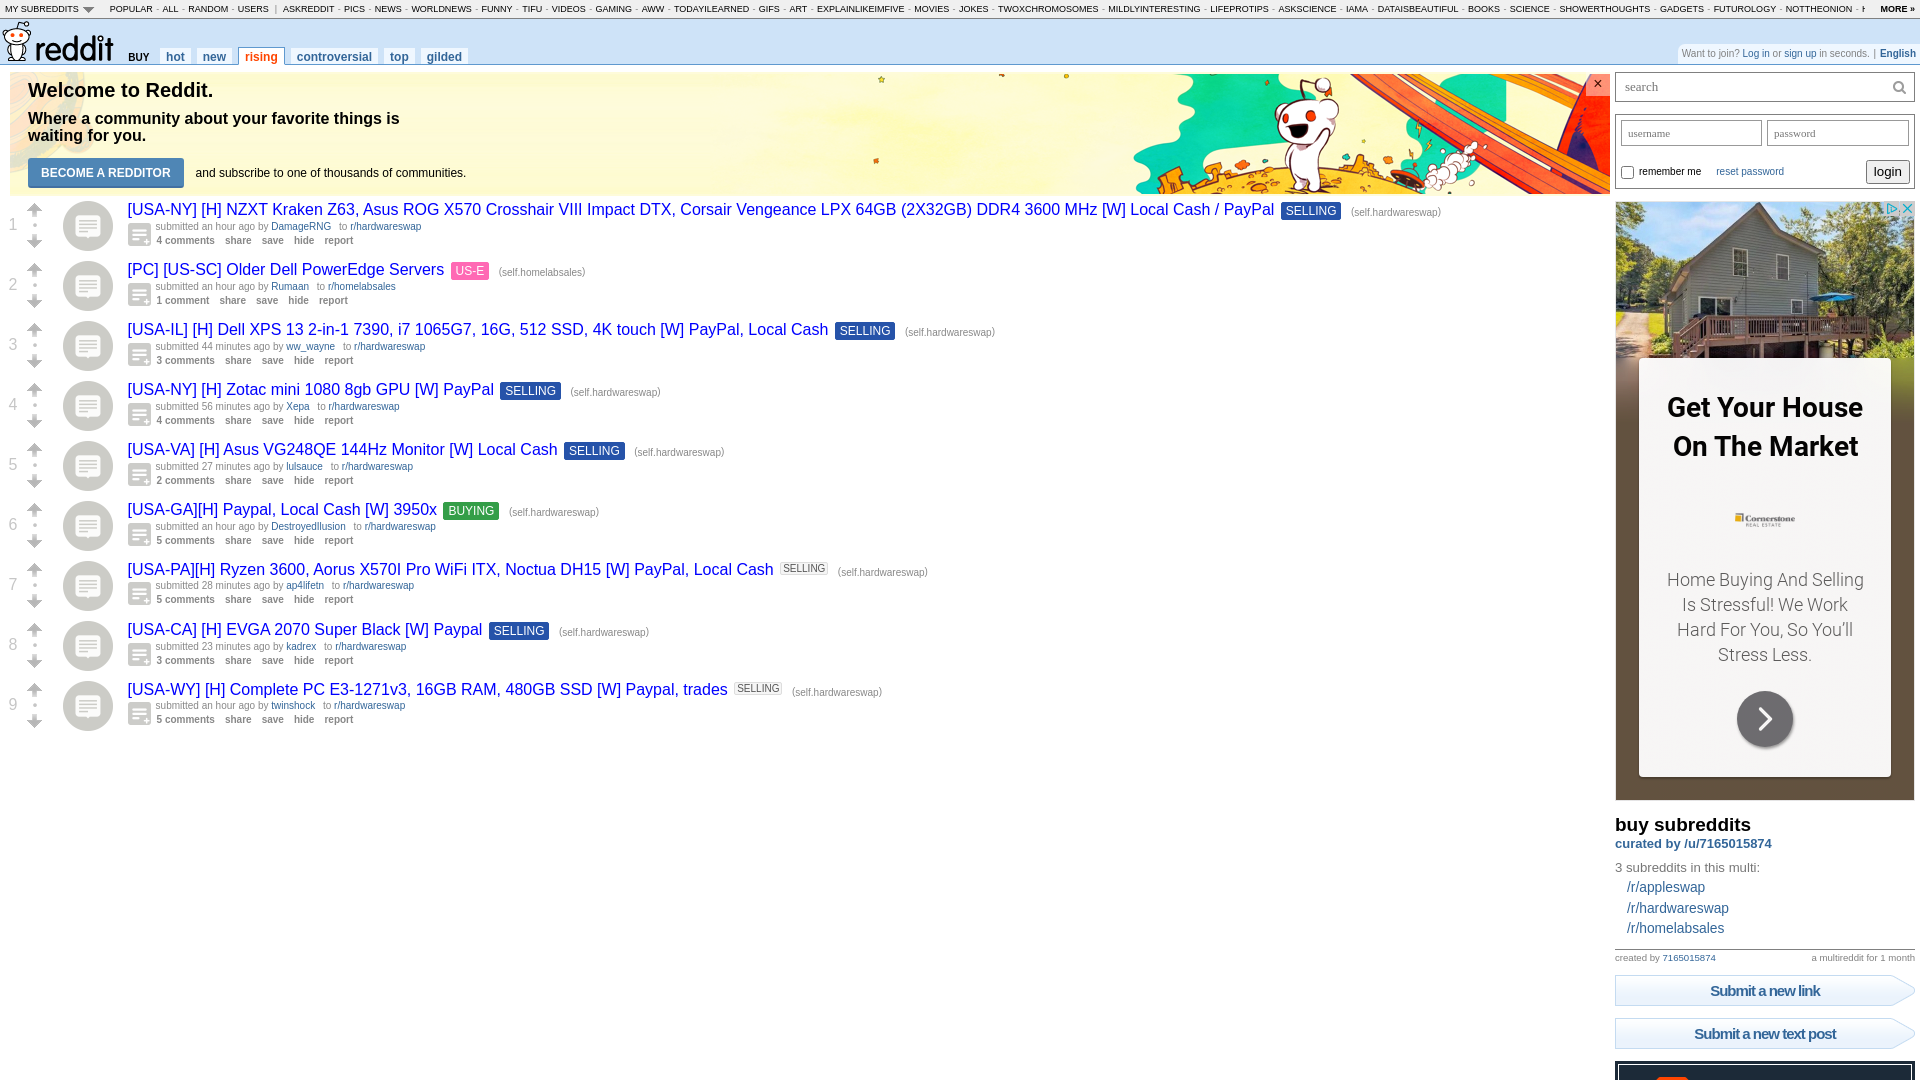 MY SUBREDDITS POPULAR - ALL - RANDOM - USERS | ASKREDDIT - PICS - NEWS - WORLDNEWS - FUNNY - TIFU - VIDEOS - GAMING - AWW - TODAYILEARNED - GIFS - ART - EXPLAINLIKEIMFIVE - MOVIES - JOKES - TWOXCHROMOSOMES - MILDLYINTERESTING - LIFEPROTIPS - ASKSCIENCE - IAMA - DATAISBEAUTIFUL - BOOKS - SCIENCE - SHOWERTHOUGHTS - GADGETS - FUTUROLOGY - NOTTHEONION - MORE »
reddit BUY hot new rising controversial top gilded
Want to join? Log in or sign up in seconds. | English
Welcome to Reddit.
Where a community about your favorite things is
waiting for you.
BECOME A REDDITOR and subscribe to one of thousands of communities.
×
1
[USA-NY] [H] NZXT Kraken Z63, Asus ROG X570 Crosshair VIII Impact DTX, Corsair Vengeance LPX 64GB (2X32GB) DDR4 3600 MHz [W] Local Cash / PayPal SELLING (self.hardwareswap)
submitted an hour ago by DamageRNG to r/hardwareswap
4 comments share save hide report
2
[PC] [US-SC] Older Dell PowerEdge Servers US-E (self.homelabsales)
submitted an hour ago by Rumaan to r/homelabsales
1 comment share save hide report
3
[USA-IL] [H] Dell XPS 13 2-in-1 7390, i7 1065G7, 16G, 512 SSD, 4K touch [W] PayPal, Local Cash SELLING (self.hardwareswap)
submitted 44 minutes ago by ww_wayne to r/hardwareswap
3 comments share save hide report
4
[USA-NY] [H] Zotac mini 1080 8gb GPU [W] PayPal SELLING (self.hardwareswap)
submitted 56 minutes ago by Xepa to r/hardwareswap
4 comments share save hide report
5
[USA-VA] [H] Asus VG248QE 144Hz Monitor [W] Local Cash SELLING (self.hardwareswap)
submitted 27 minutes ago by lulsauce to r/hardwareswap
2 comments share save hide report
6
[USA-GA][H] Paypal, Local Cash [W] 3950x BUYING (self.hardwareswap)
submitted an hour ago by DestroyedIlusion to r/hardwareswap
5 comments share save hide report
7
[USA-PA][H] Ryzen 3600, Aorus X570I Pro WiFi ITX, Noctua DH15 [W] PayPal, Local Cash SELLING (self.hardwareswap)
submitted 28 minutes ago by ap4lifetn to r/hardwareswap
5 comments share save hide report
8
[USA-CA] [H] EVGA 2070 Super Black [W] Paypal SELLING (self.hardwareswap)
submitted 23 minutes ago by kadrex to r/hardwareswap
3 comments share save hide report
9
[USA-WY] [H] Complete PC E3-1271v3, 16GB RAM, 480GB SSD [W] Paypal, trades SELLING (self.hardwareswap)
submitted an hour ago by twinshock to r/hardwareswap
5 comments share save hide report
search
username password
remember me reset password login
Get Your House
On The Market
Cornerstone
REAL ESTATE
Home Buying And Selling
Is Stressful! We Work
Hard For You, So You’ll
Stress Less.
buy subreddits
curated by /u/7165015874
3 subreddits in this multi:
/r/appleswap
/r/hardwareswap
/r/homelabsales
created by 7165015874 a multireddit for 1 month
Submit a new link
Submit a new text post